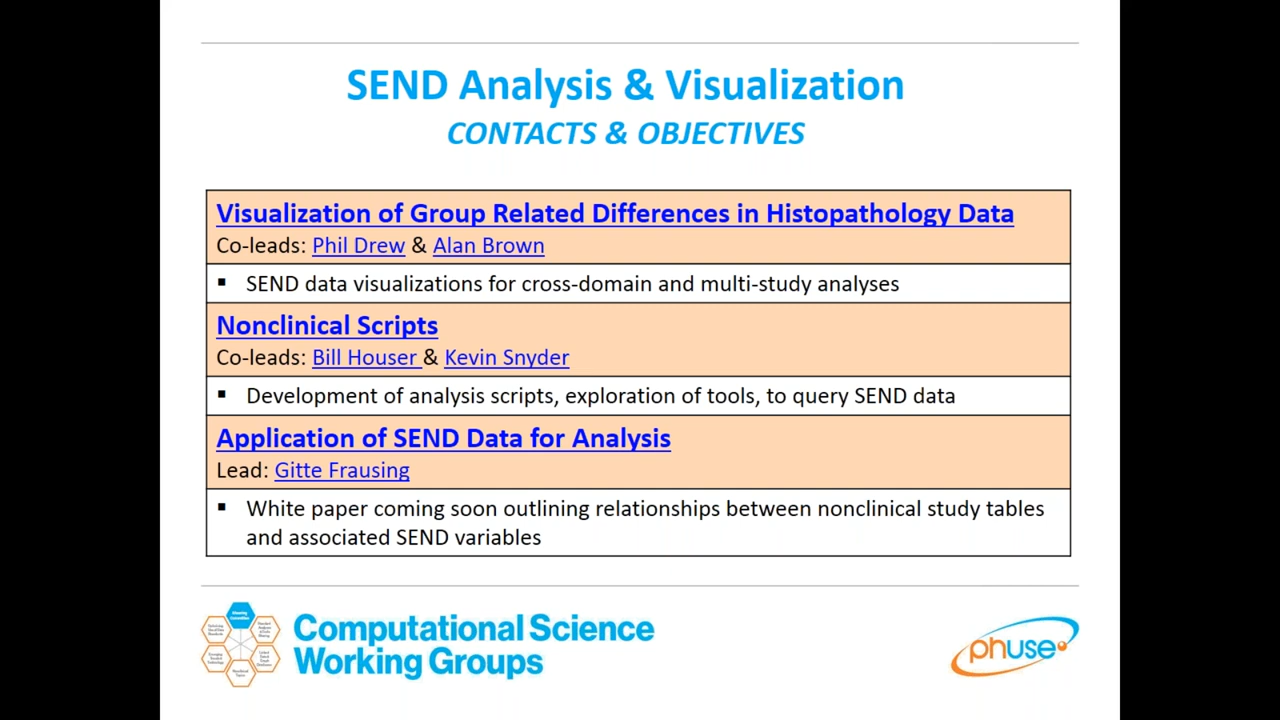 SEND Analysis & Visualization
CONTACTS & OBJECTIVES
Visualization of Group Related Differences in Histopathology Data
Co-leads: Phil Drew & Alan Brown
▪ SEND data visualizations for cross-domain and multi-study analyses
Nonclinical Scripts
Co-leads: Bill Houser & Kevin Snyder
▪ Development of analysis scripts, exploration of tools, to query SEND data
Application of SEND Data for Analysis
Lead: Gitte Frausing
▪ White paper coming soon outlining relationships between nonclinical study tables
and associated SEND variables
Computational Science
Working Groups
phuse